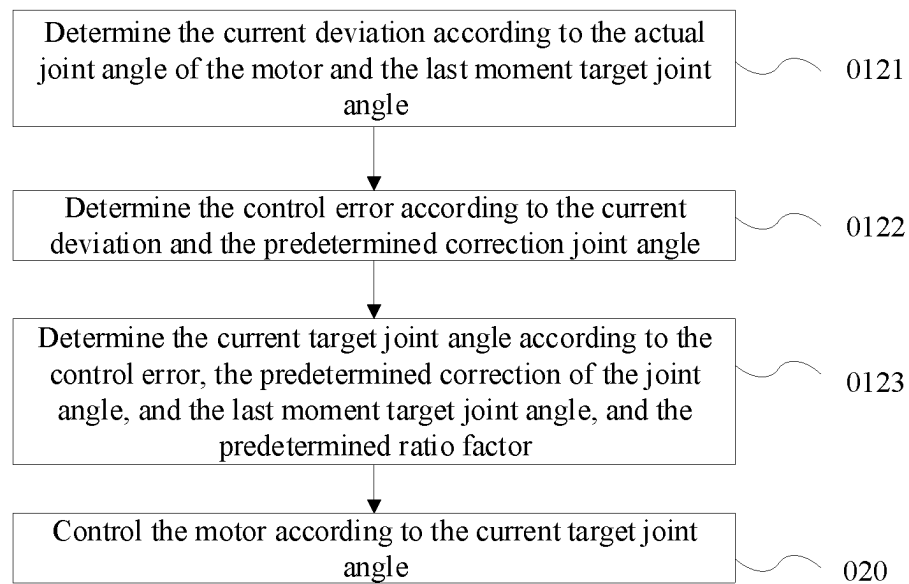 Determine the current deviation according to the actual
joint angle of the motor and the last moment target joint
angle
0121
Determine the control error according to the current
deviation and the predetermined correction joint angle
0122
Determine the current target joint angle according to the
control error, the predetermined correction of the joint
angle, and the last moment target joint angle, and the
predetermined ratio factor
0123
Control the motor according to the current target joint
angle
020